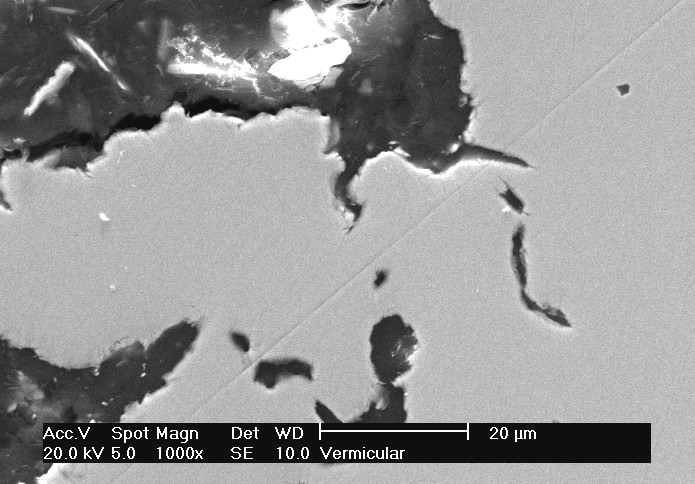 Acc.V Spot Magn Det WD 20 µm
20.0 kV 5.0 1000x SE 10.0 Vermicular